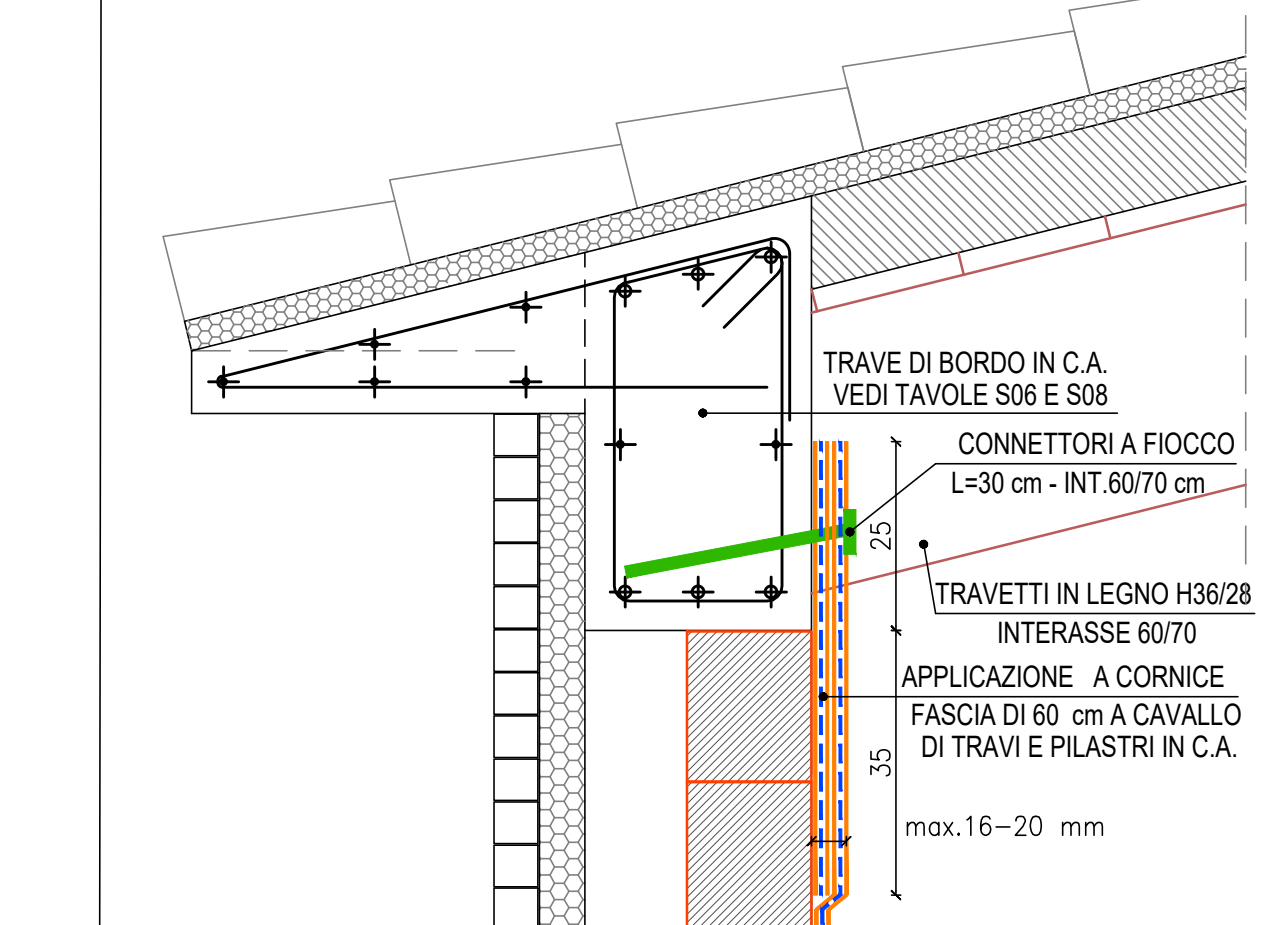 TRAVE DI BORDO IN C.A.
VEDI TAVOLE S06 E S08
CONNETTORI A FIOCCO
L=30 cm - INT.60/70 cm
25
TRAVETTI IN LEGNO H36/28
INTERASSE 60/70
APPLICAZIONE A CORNICE
FASCIA DI 60 cm A CAVALLO
DI TRAVI E PILASTRI IN C.A.
35
max.16-20 mm